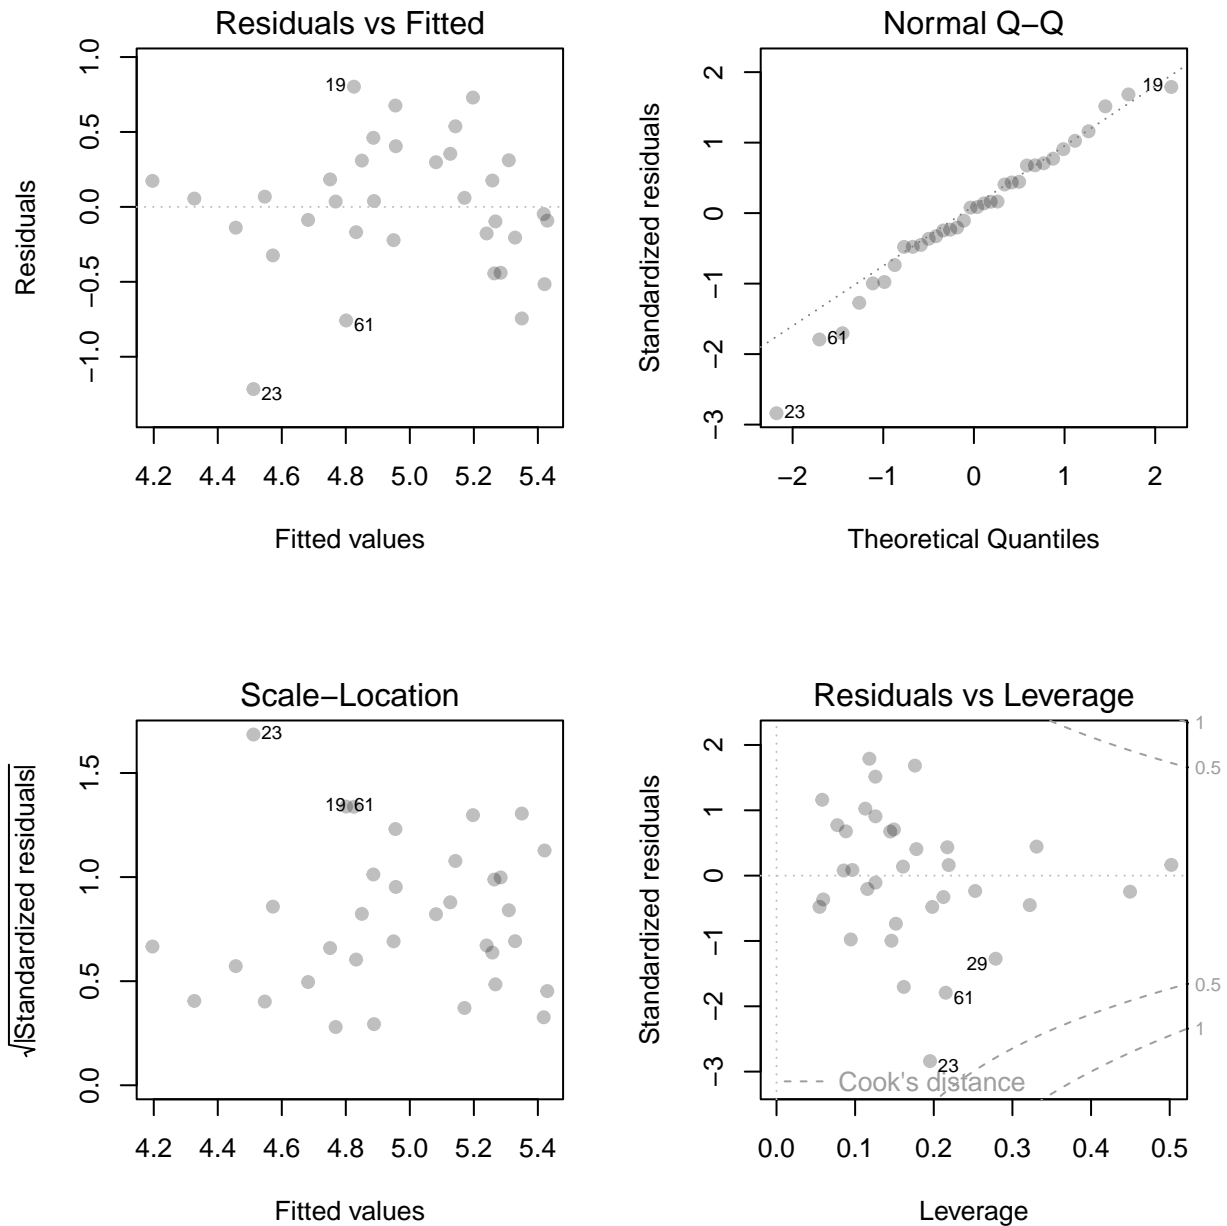 Residuals vs Fitted
Residuals
1.0
0.5
0.0
−0.5
−1.0
19
61
23
4.2 4.4 4.6 4.8 5.0 5.2 5.4
Fitted values
Normal Q−Q
Standardized residuals
2
1
0
−1
−2
−3
19
61
23
−2 −1 0 1 2
Theoretical Quantiles
Scale−Location
√|Standardized residuals|
1.5
1.0
0.5
0.0
23
19 61
4.2 4.4 4.6 4.8 5.0 5.2 5.4
Fitted values
Residuals vs Leverage
Standardized residuals
2
1
0
−1
−2
−3
1
0.5
0.5
1
29
61
23
Cook's distance
0.0 0.1 0.2 0.3 0.4 0.5
Leverage